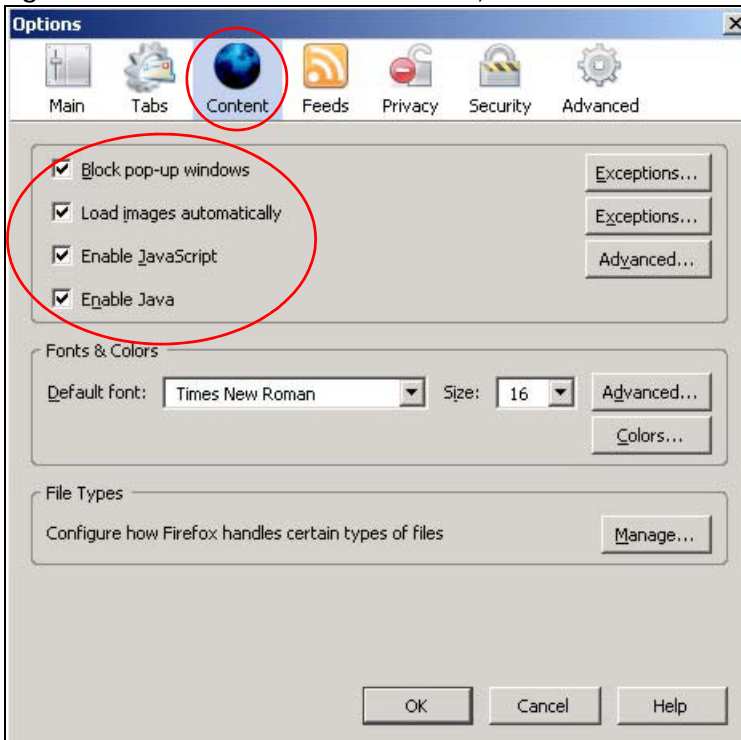 Options
Main Tabs Content Feeds Privacy Security Advanced
Block pop-up windows Exceptions...
Load images automatically Exceptions...
Enable JavaScript Advanced...
Enable Java
Fonts & Colors
Default font: Times New Roman Size: 16 Advanced...
Colors...
File Types
Configure how Firefox handles certain types of files Manage...
OK Cancel Help